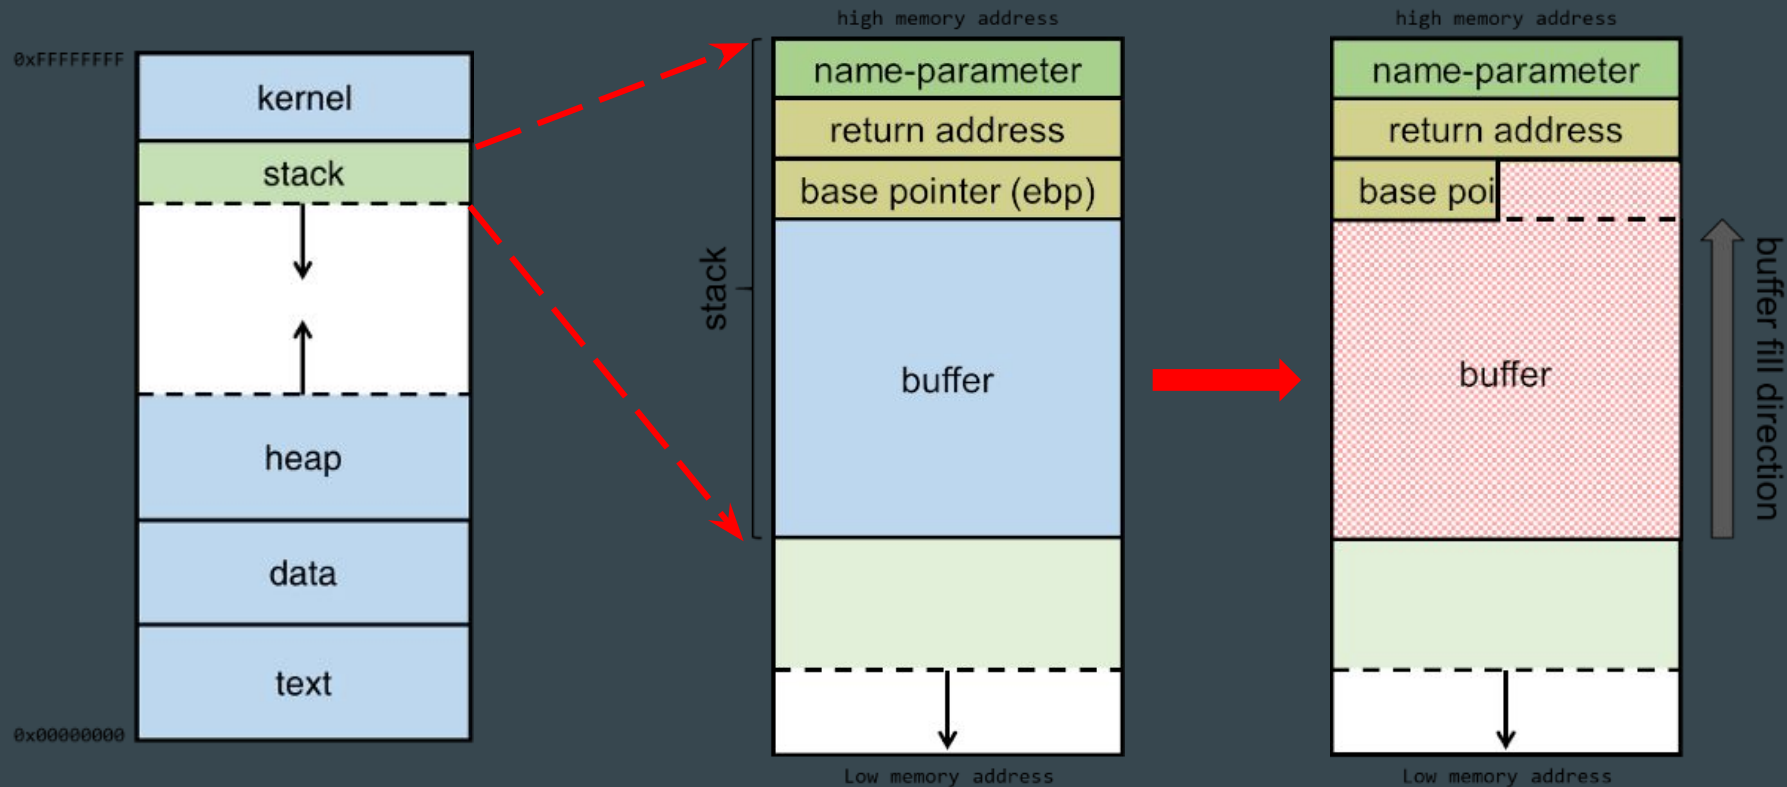 0xFFFFFFFF
kernel
stack
heap
data
text
0x00000000
high memory address
name-parameter
return address
base pointer (ebp)
stack
buffer
Low memory address
high memory address
name-parameter
return address
base poi
buffer
buffer fill direction
Low memory address